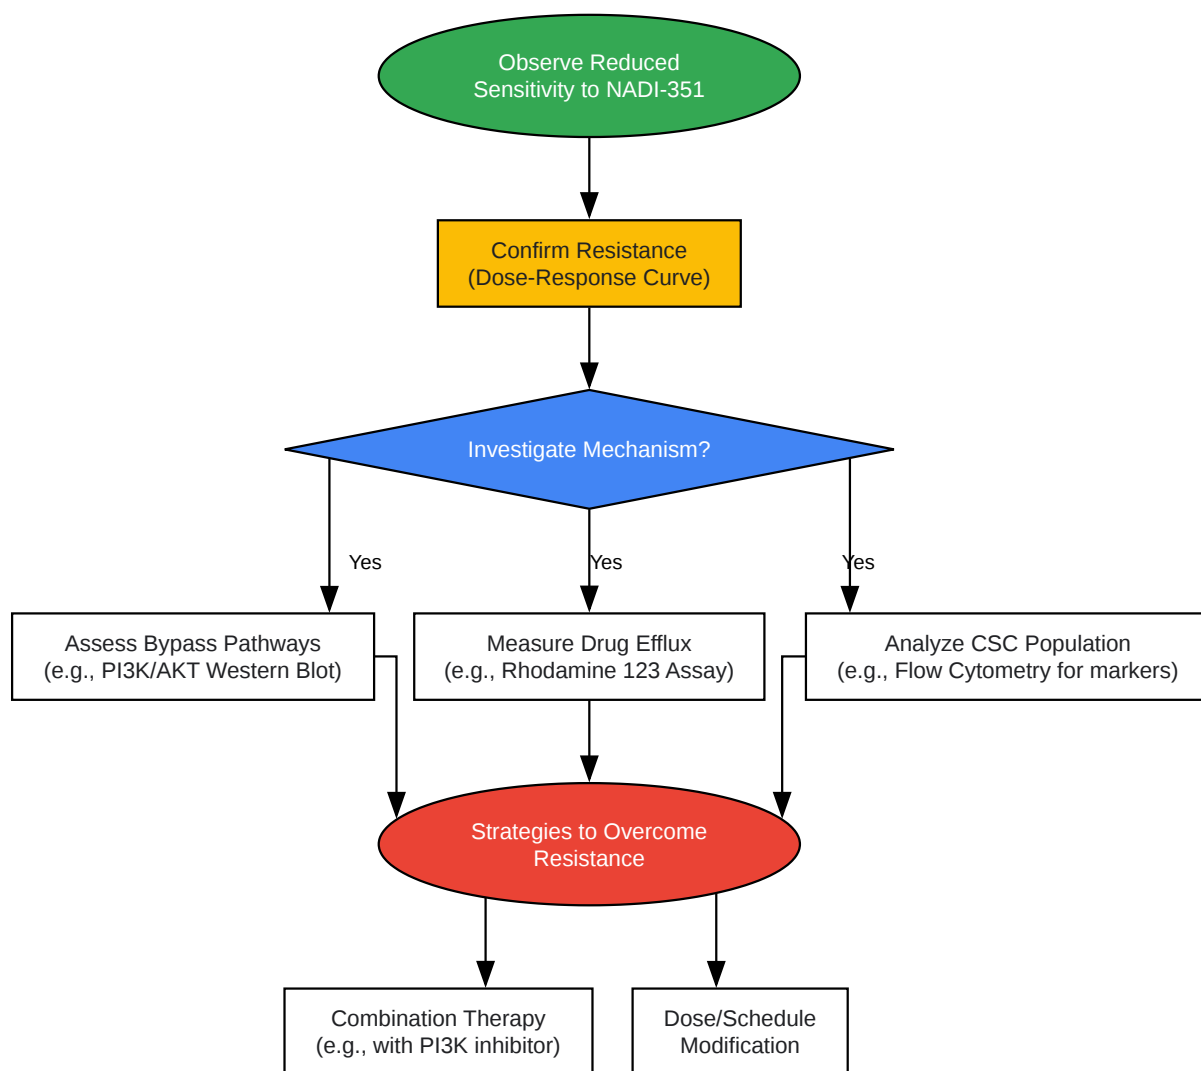 Observe Reduced
Sensitivity to NADI-351
Confirm Resistance
(Dose-Response Curve)
Investigate Mechanism?
Yes
Yes
Yes
Assess Bypass Pathways
(e.g., PI3K/AKT Western Blot)
Measure Drug Efflux
(e.g., Rhodamine 123 Assay)
Analyze CSC Population
(e.g., Flow Cytometry for markers)
Strategies to Overcome
Resistance
Combination Therapy
(e.g., with PI3K inhibitor)
Dose/Schedule
Modification